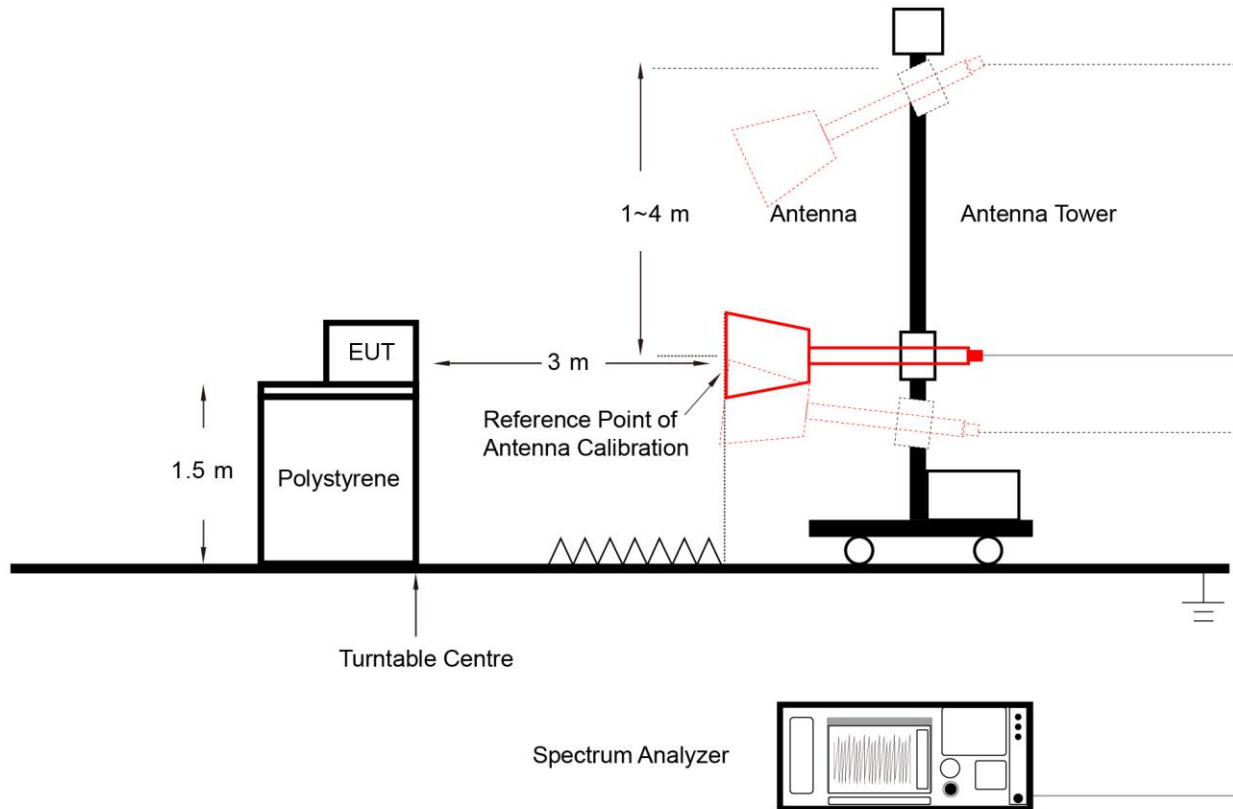 1~4 m
Antenna
Antenna Tower
EUT
3 m
Reference Point of
Antenna Calibration
1.5 m
Polystyrene
Turntable Centre
Spectrum Analyzer